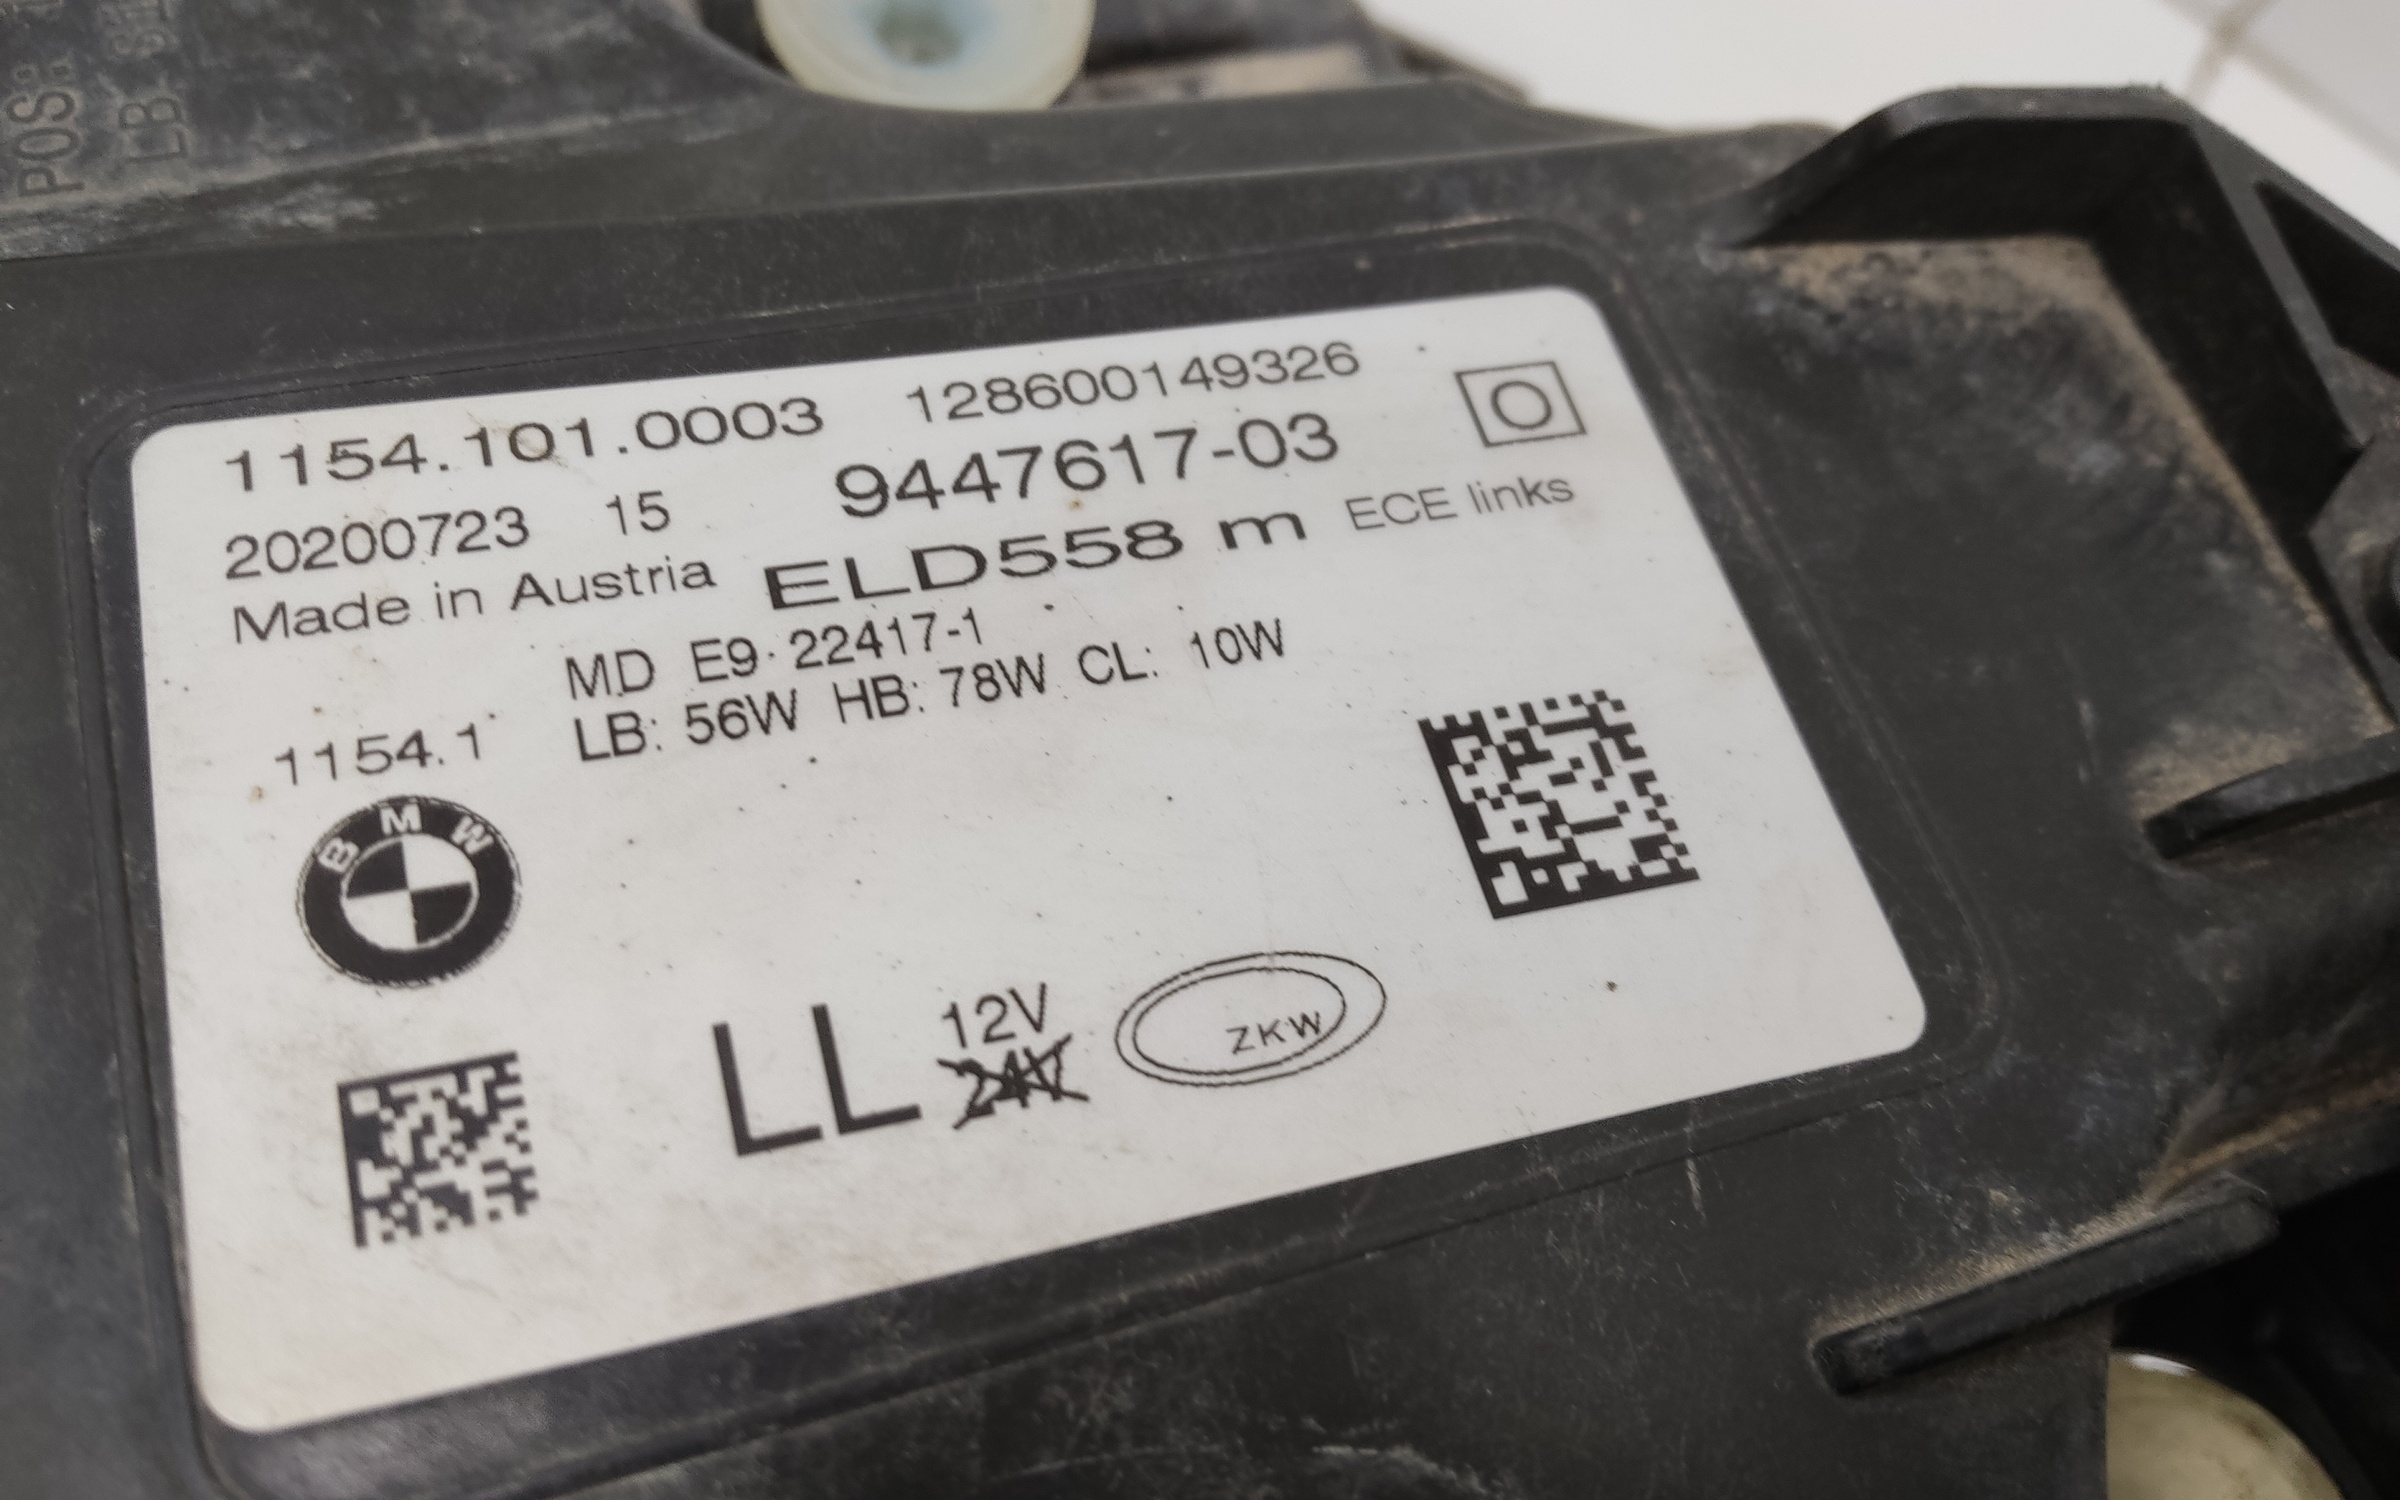 POS:
LB
1154.101.0003 128600149326
20200723 15 9447617-03
Made in Austria ELD558 m ECE links
MD E9 22417-1
1154.1 LB: 56W HB: 78W CL: 10W
BMW
LL 12V
24V
ZKW